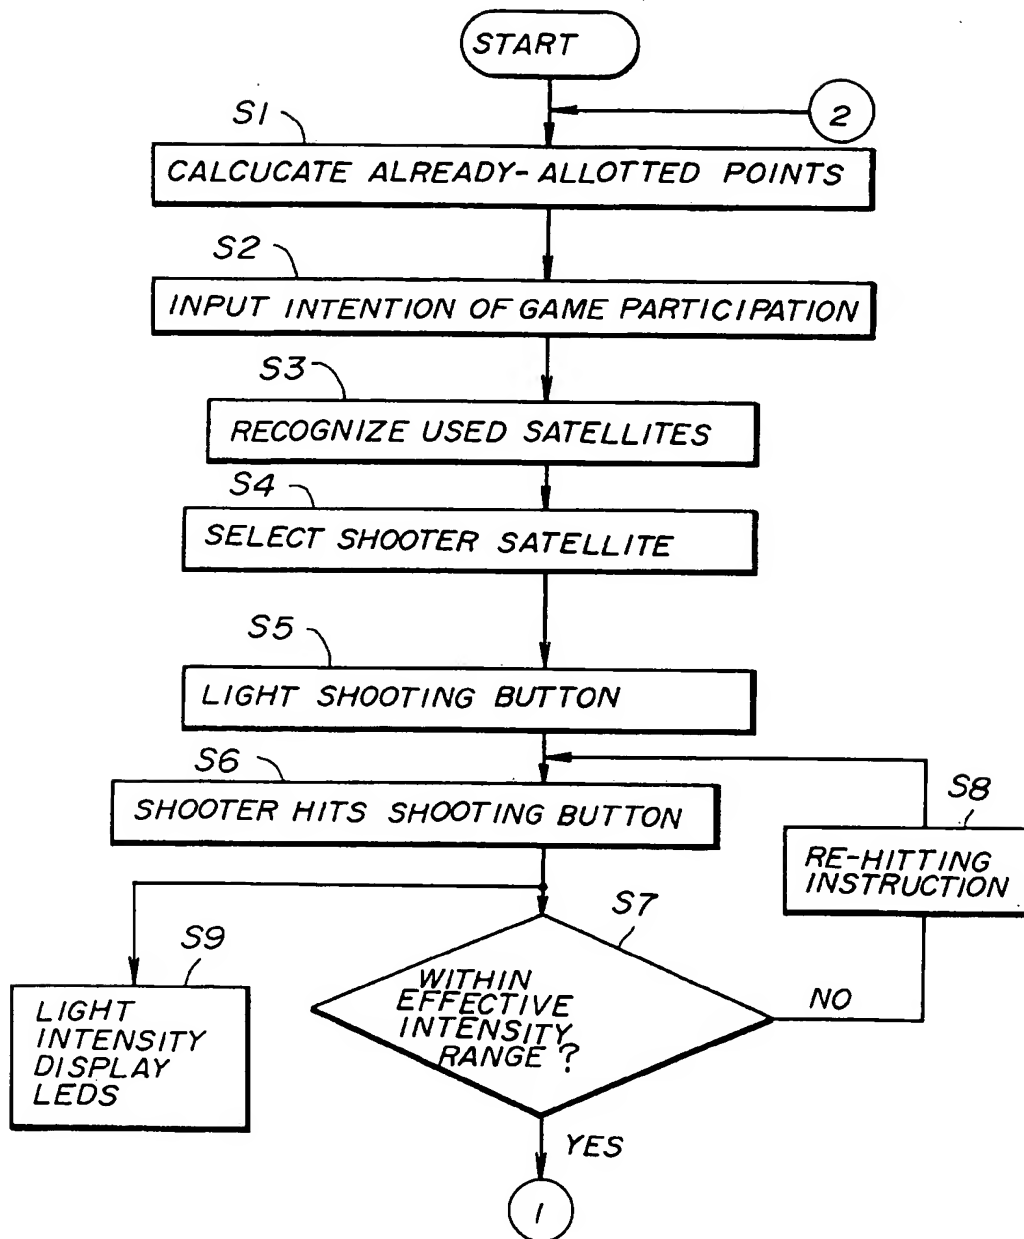 START
2
S1
CALCUCATE ALREADY-ALLOTTED POINTS
S2
INPUT INTENTION OF GAME PARTICIPATION
S3
RECOGNIZE USED SATELLITES
S4
SELECT SHOOTER SATELLITE
S5
LIGHT SHOOTING BUTTON
S6
SHOOTER HITS SHOOTING BUTTON
S8
RE-HITTING
INSTRUCTION
S7
WITHIN
EFFECTIVE
INTENSITY
RANGE?
NO
S9
LIGHT
INTENSITY
DISPLAY
LEDS
YES
1